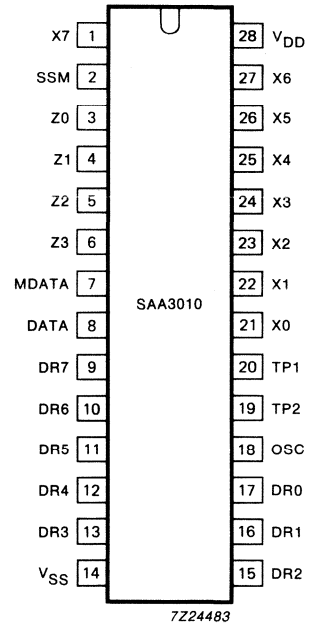 X7 1 28 VDD
SSM 2 27 X6
Z0 3 26 X5
Z1 4 25 X4
Z2 5 24 X3
Z3 6 23 X2
MDATA 7 22 X1
SAA3010
DATA 8 21 X0
DR7 9 20 TP1
DR6 10 19 TP2
DR5 11 18 OSC
DR4 12 17 DR0
DR3 13 16 DR1
VSS 14 15 DR2
7Z24483